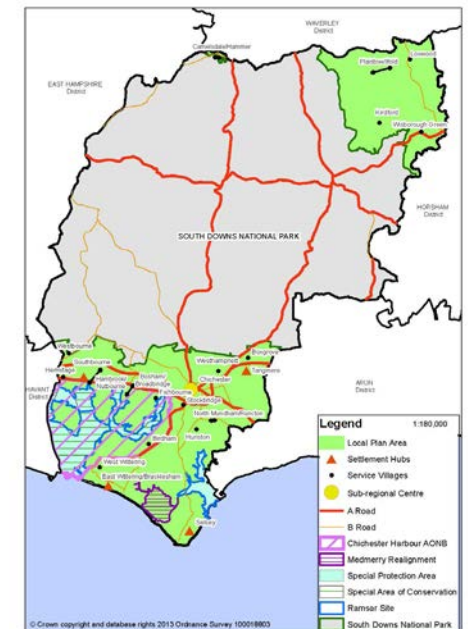 WAVERLEY
District
Camelsdale/Hammer
Loxwood
Plaistow/Ifold
EAST HAMPSHIRE
District
Kirdford
Wisborough Green
HORSHAM
District
SOUTH DOWNS NATIONAL PARK
Westbourne
Boxgrove
Southbourne
Westhampnett
Hermitage
Bosham/
Broadbridge
Tangmere
Hambrook/
Nutbourne
Chichester
HAVANT
District
Fishbourne
Stockbridge
ARUN
District
North Mundham/Runcton
Hunston
Birdham
West Wittering
East Wittering/Bracklesham
Selsey
Legend
1:180,000
Local Plan Area
Settlement Hubs
Service Villages
Sub-regional Centre
A Road
B Road
Chichester Harbour AONB
Medmerry Realignment
Special Protection Area
Special Area of Conservation
Ramsar Site
South Downs National Park
© Crown copyright and database rights 2013 Ordnance Survey 100018803